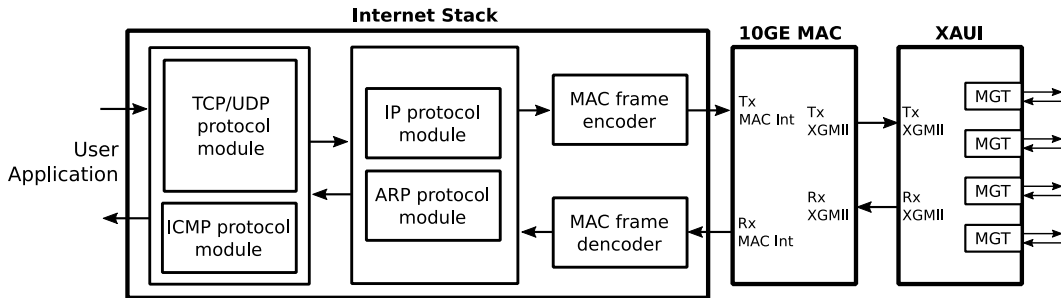 Internet Stack
10GE MAC
XAUI
User
Application
TCP/UDP
protocol
module
ICMP protocol
module
IP protocol
module
ARP protocol
module
MAC frame
encoder
MAC frame
dencoder
Tx
MAC Int
Tx
XGMII
Rx
MAC Int
Rx
XGMII
Tx
XGMII
Rx
XGMII
MGT
MGT
MGT
MGT